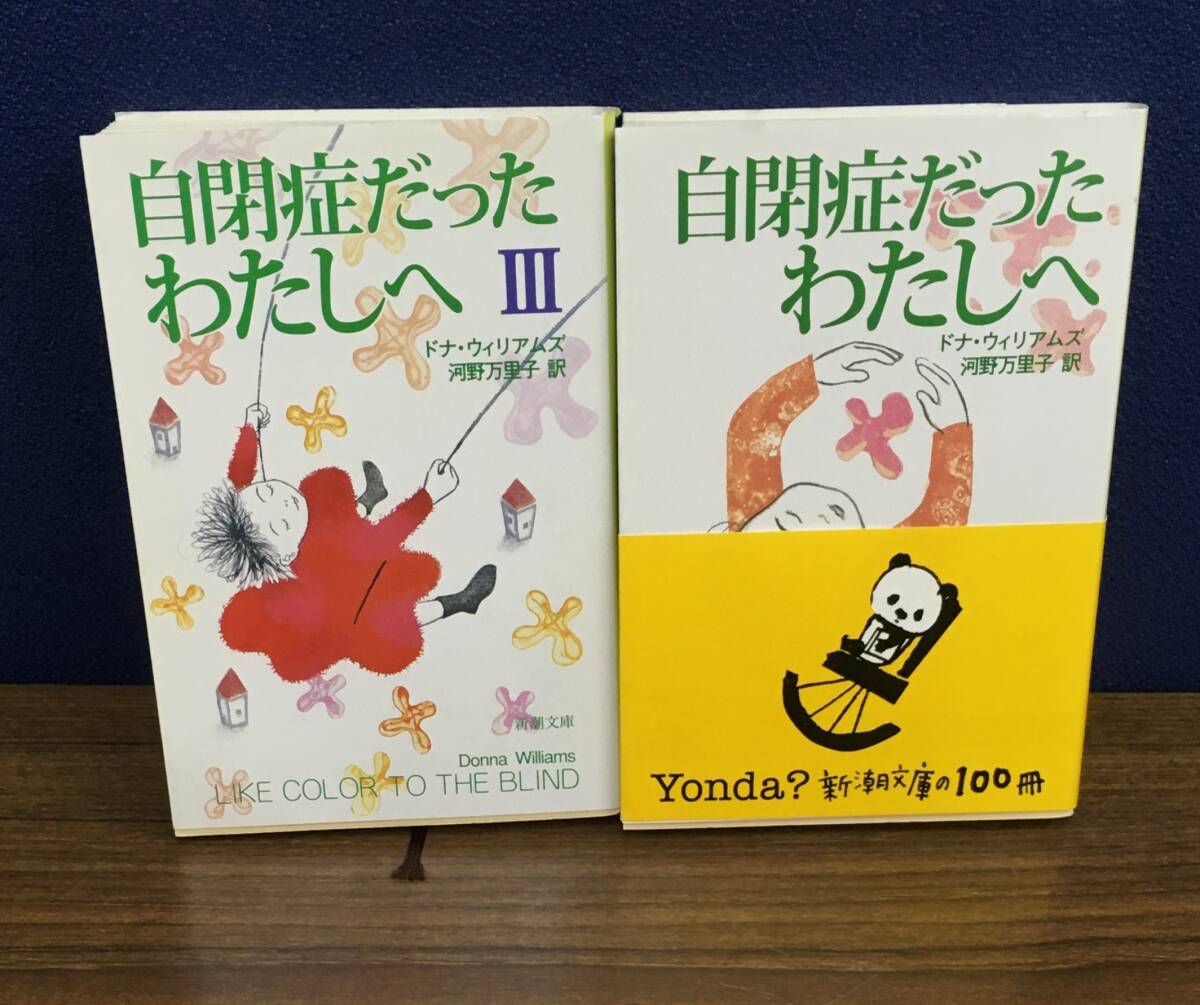 自閉症だった
わたしへ III
ドナ・ウィリアムズ
河野万里子 訳
新潮文庫
Donna Williams
LIKE COLOR TO THE BLIND
自閉症だった
わたしへ
ドナ・ウィリアムズ
河野万里子 訳
Yonda? 新潮文庫の100冊